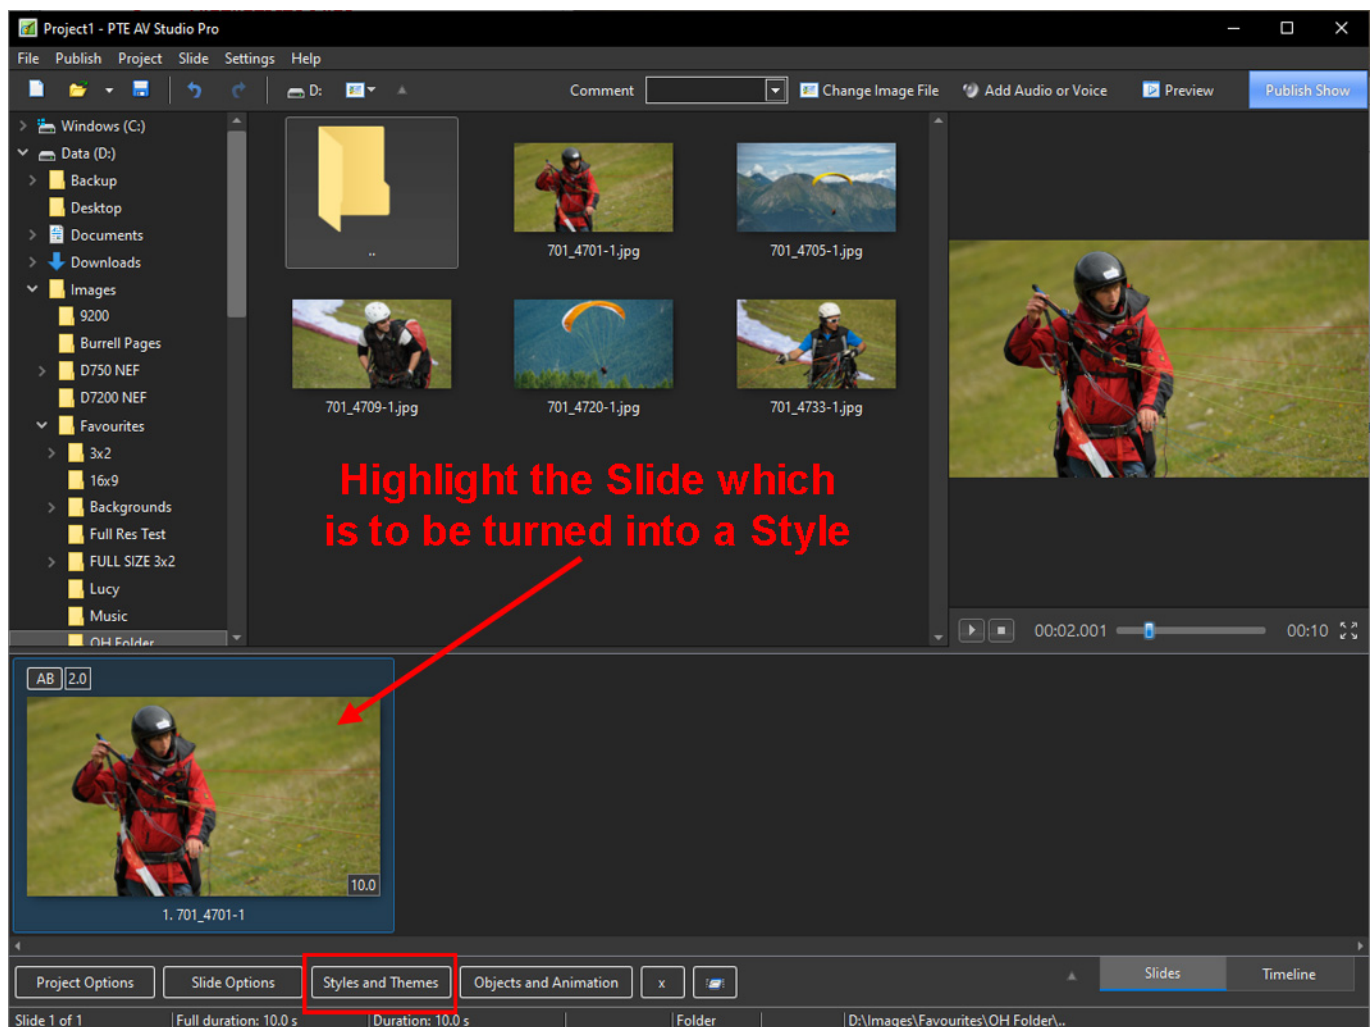 Project1 - PTE AV Studio Pro
File Publish Project Slide Settings Help
D: Comment Change Image File Add Audio or Voice Preview Publish Show
Windows (C:)
Data (D:)
Backup
Desktop
Documents
Downloads
Images
9200
Burrell Pages
D750 NEF
D7200 NEF
Favourites
3x2
16x9
Backgrounds
Full Res Test
FULL SIZE 3x2
Lucy
Music
OH Folder
..
701_4701-1.jpg
701_4705-1.jpg
701_4709-1.jpg
701_4720-1.jpg
701_4733-1.jpg
Highlight the Slide which
is to be turned into a Style
00:02.001 00:10
AB 2.0
10.0
1. 701_4701-1
Project Options Slide Options Styles and Themes Objects and Animation x Slides Timeline
Slide 1 of 1 Full duration: 10.0 s Duration: 10.0 s Folder D:\Images\Favourites\OH Folder\..